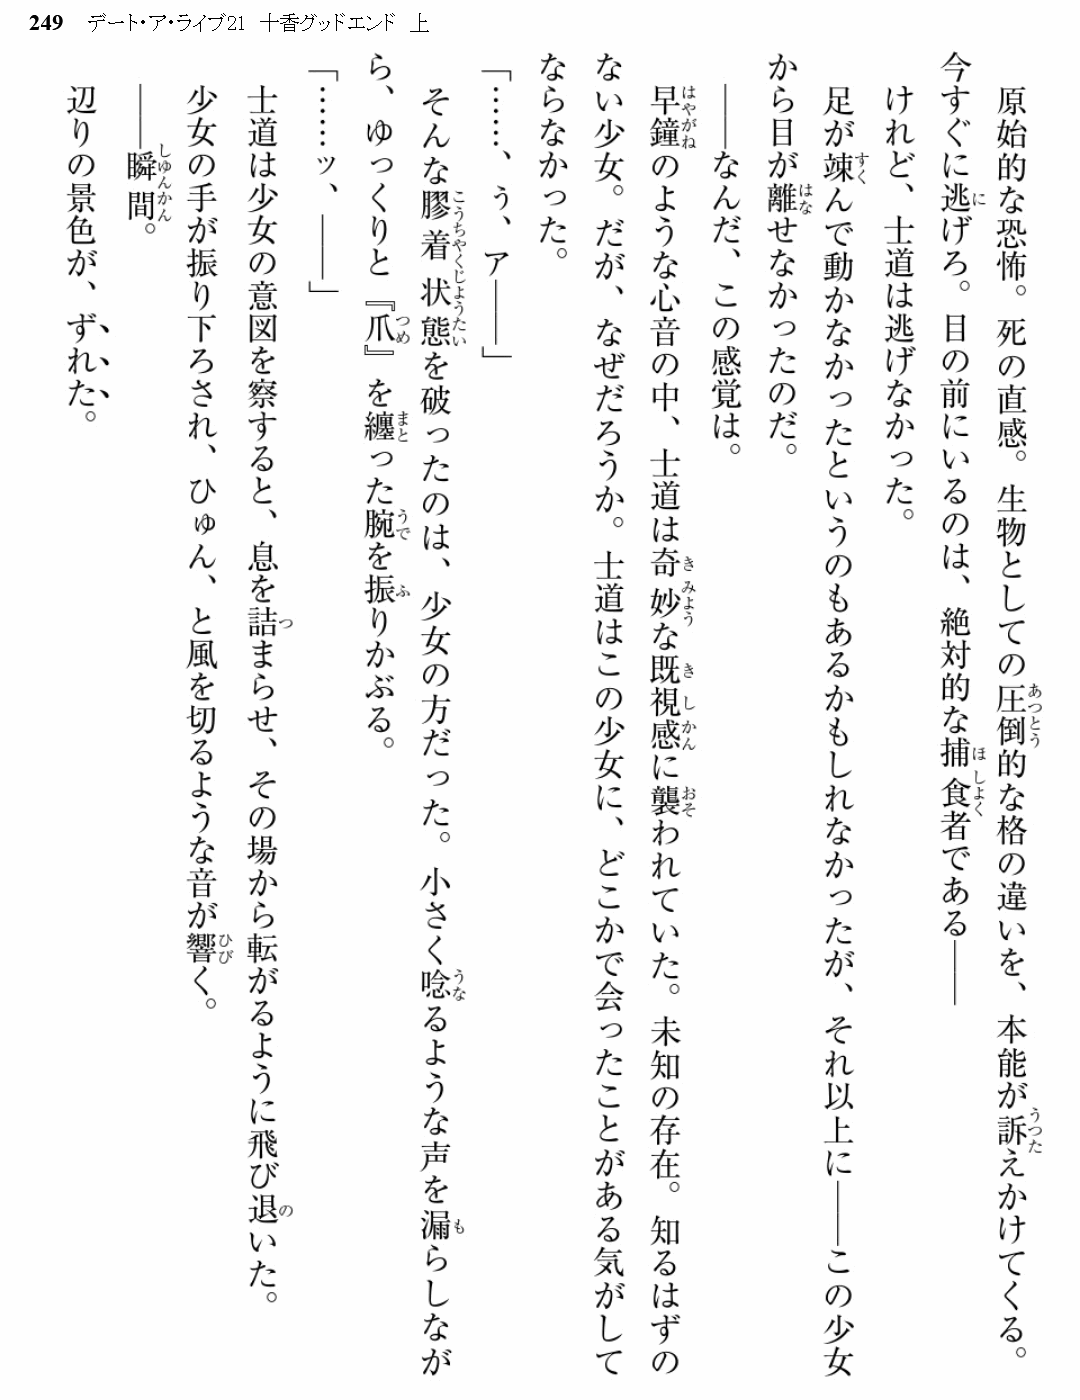 249 デート・ア・ライブ21 十香グッドエンド 上
　原始的な恐怖。死の直感。生物としての圧倒的な格の違いを、本能が訴えかけてくる。
今すぐに逃げろ。目の前にいるのは、絶対的な捕食者である――
　けれど、士道は逃げなかった。
　足が竦んで動かなかったというのもあるかもしれなかったが、それ以上に――この少女
から目が離せなかったのだ。
　――なんだ、この感覚は。
　早鐘のような心音の中、士道は奇妙な既視感に襲われていた。未知の存在。知るはずの
ない少女。だが、なぜだろうか。士道はこの少女に、どこかで会ったことがある気がして
ならなかった。
「……、ぅ、ア――」
　そんな膠着状態を破ったのは、少女の方だった。小さく唸るような声を漏らしなが
ら、ゆっくりと『爪』を纏った腕を振りかぶる。
「……ッ、――」
　士道は少女の意図を察すると、息を詰まらせ、その場から転がるように飛び退いた。
　少女の手が振り下ろされ、ひゅん、と風を切るような音が響く。
　――瞬間。
　辺りの景色が、ずれた。